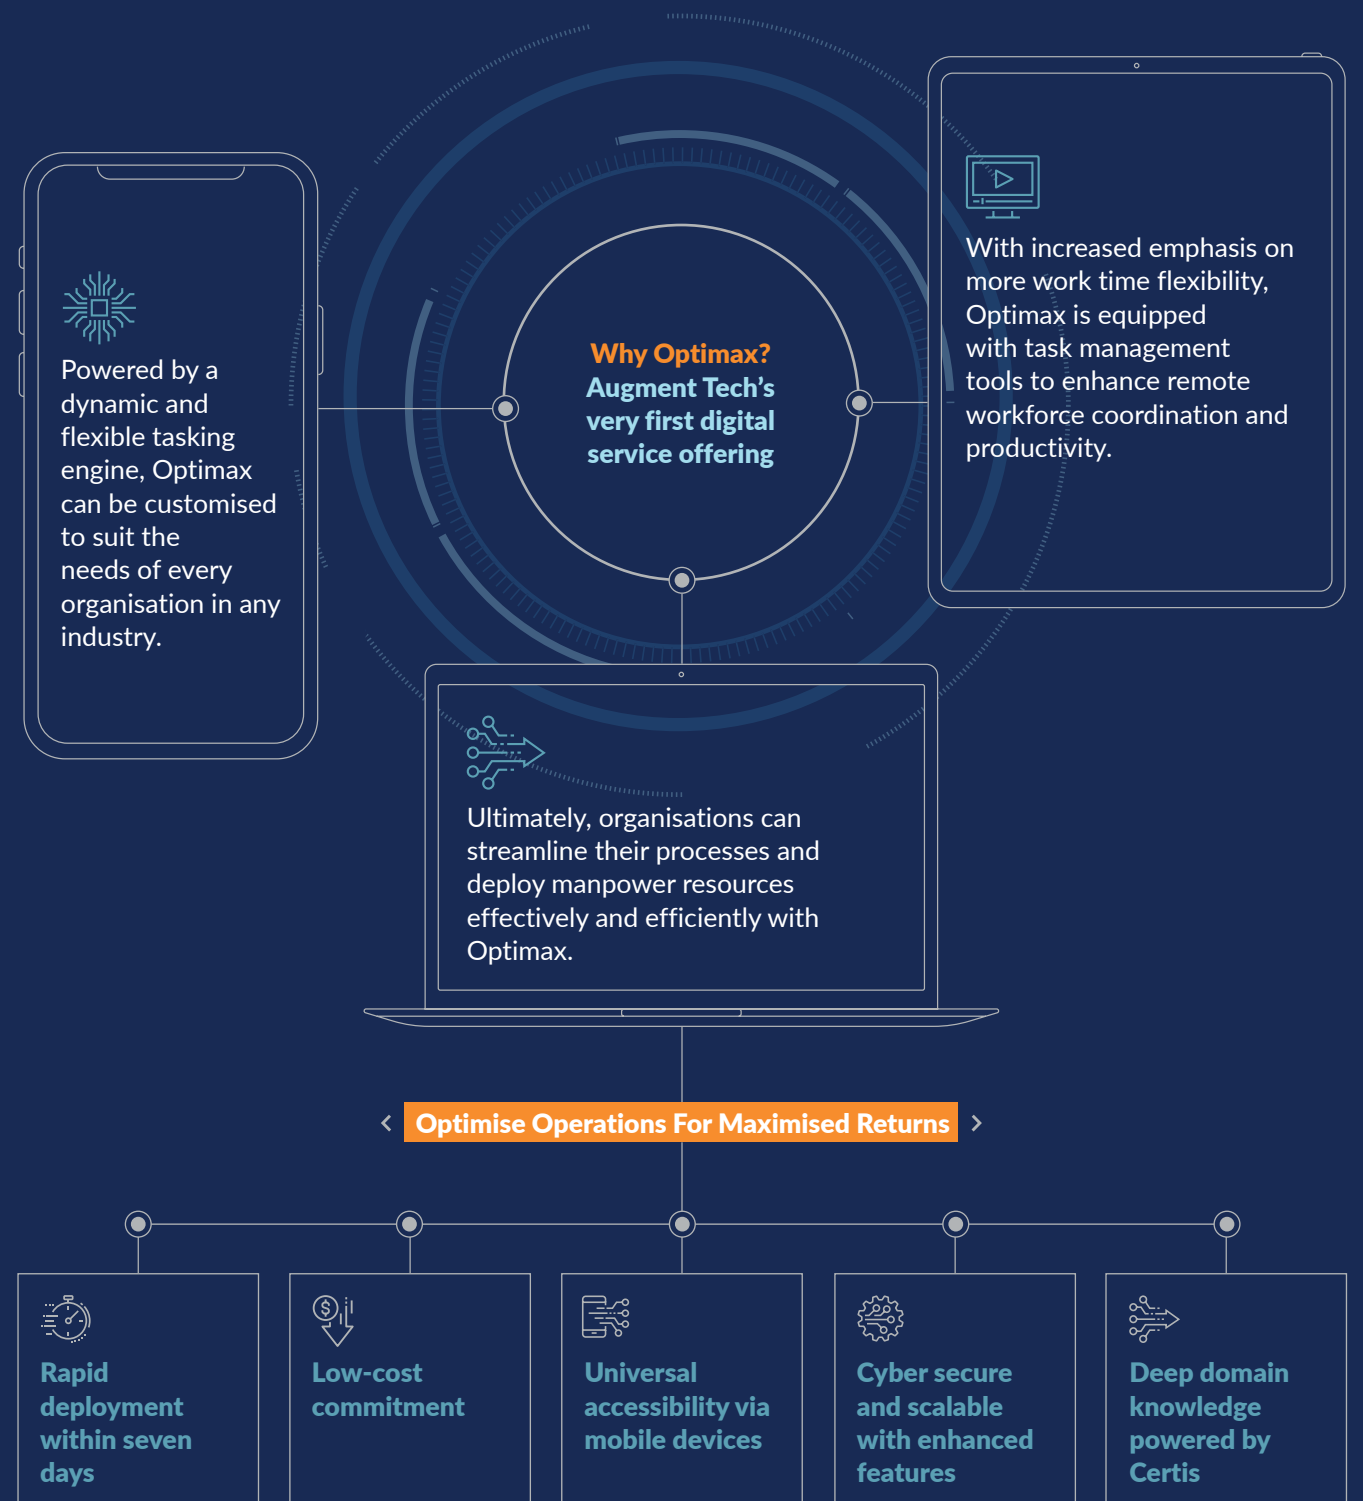 Why Optimax?
Augment Tech’s
very first digital
service offering
Powered by a
dynamic and
flexible tasking
engine, Optimax
can be customised
to suit the
needs of every
organisation in any
industry.
With increased emphasis on
more work time flexibility,
Optimax is equipped
with task management
tools to enhance remote
workforce coordination and
productivity.
Ultimately, organisations can
streamline their processes and
deploy manpower resources
effectively and efficiently with
Optimax.
Optimise Operations For Maximised Returns
Rapid
deployment
within seven
days
Low-cost
commitment
Universal
accessibility via
mobile devices
Cyber secure
and scalable
with enhanced
features
Deep domain
knowledge
powered by
Certis